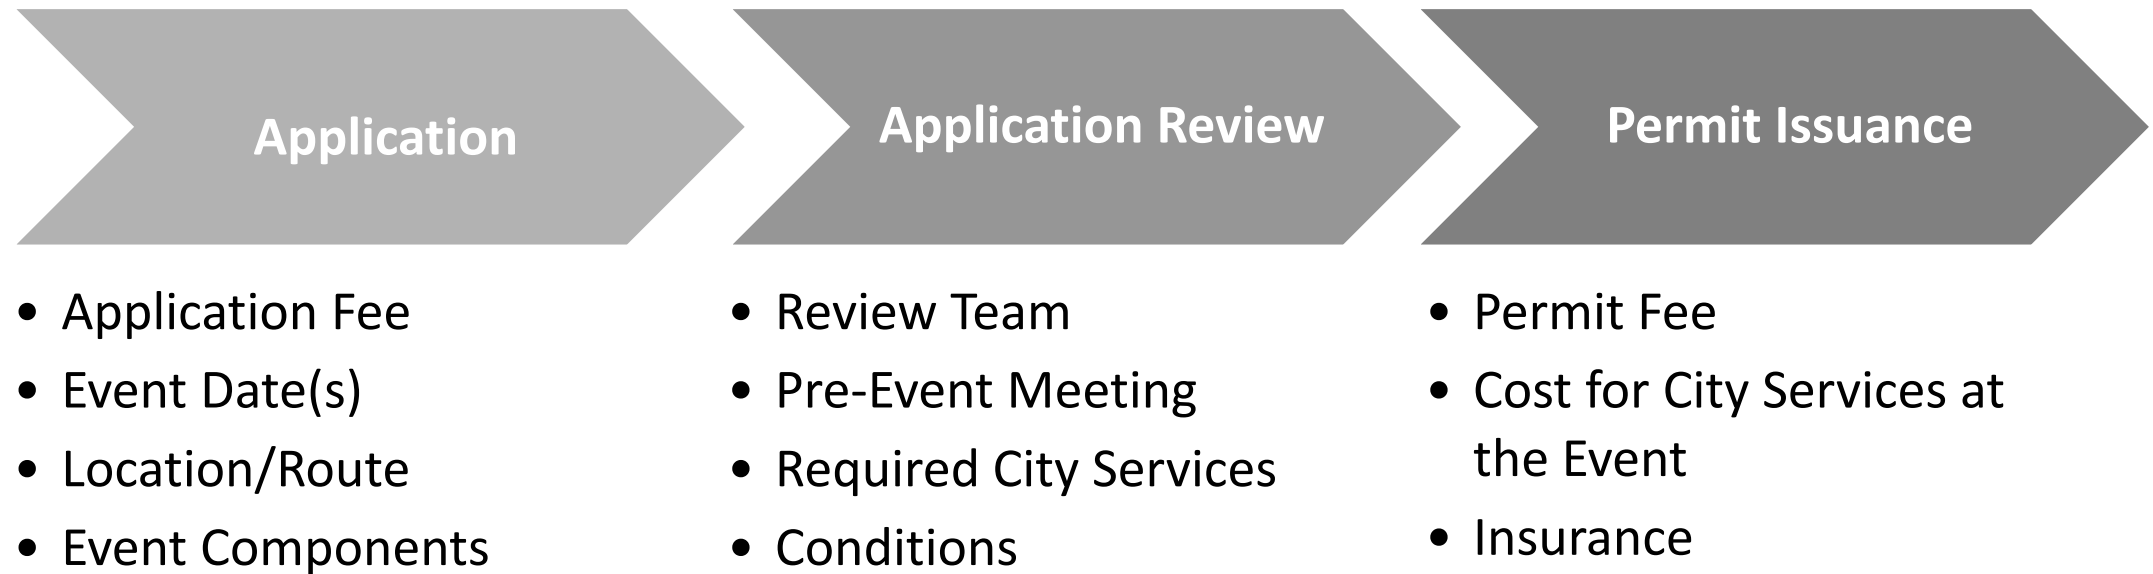 Application
Application Review
Permit Issuance
• Application Fee
• Event Date(s)
• Location/Route
• Event Components
• Review Team
• Pre-Event Meeting
• Required City Services
• Conditions
• Permit Fee
• Cost for City Services at
the Event
• Insurance